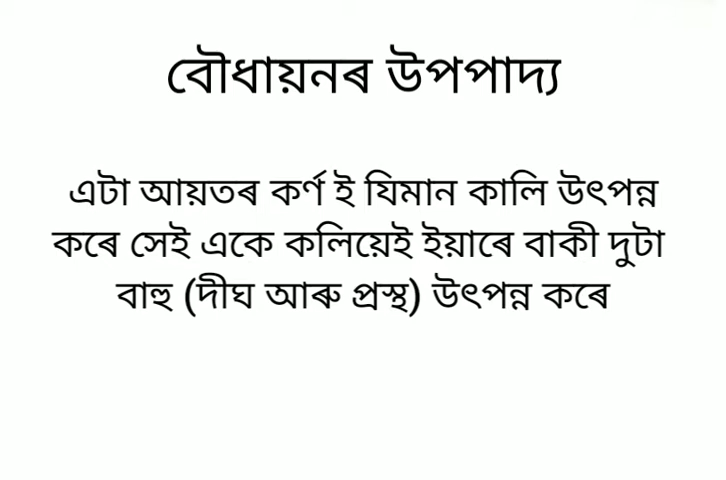 বৌধায়নৰ উপপাদ্য
এটা আয়তৰ কৰ্ণ ই যিমান কালি উৎপন্ন
কৰে সেই একে কলিয়েই ইয়াৰে বাকী দুটা
বাহু (দীঘ আৰু প্ৰস্থ) উৎপন্ন কৰে